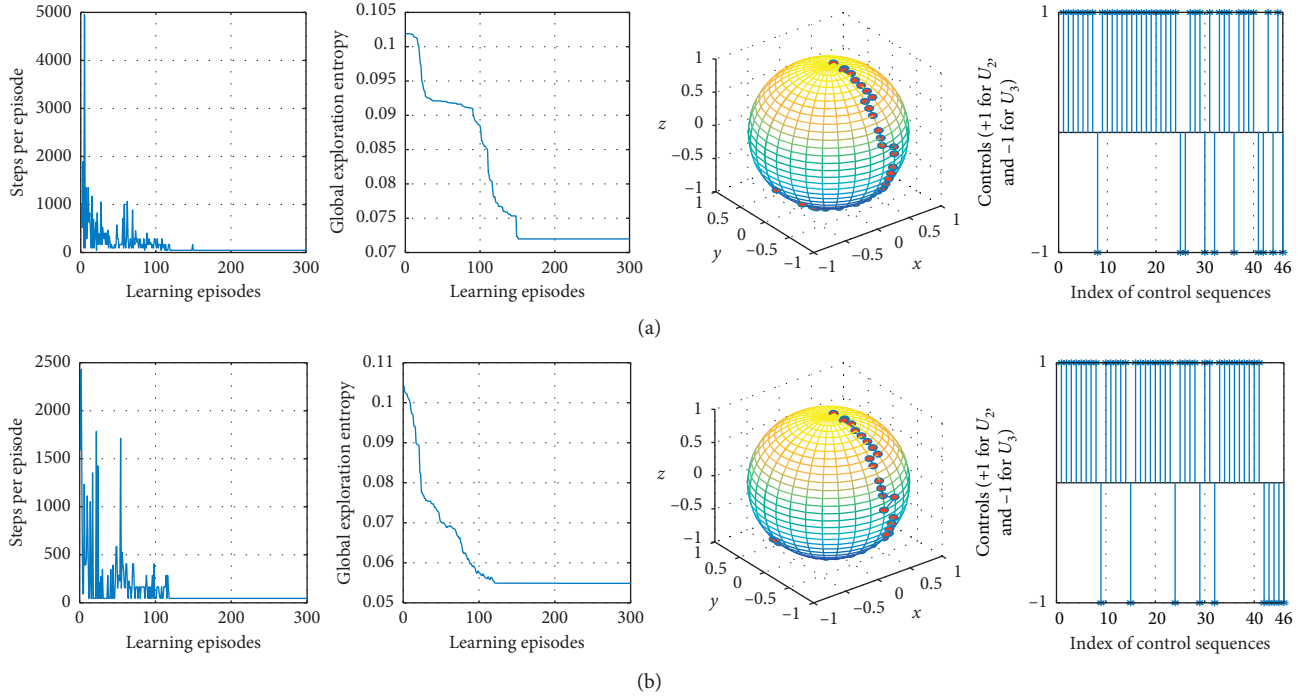 5000
4000
3000
2000
1000
0
Steps per episode
0 100 200 300
Learning episodes
0.105
0.1
0.095
0.09
0.085
0.08
0.075
0.07
Global exploration entropy
0 100 200 300
Learning episodes
1
0.5
0
−0.5
−1
z
1
0.5
0
−0.5
−1
y
−1
−0.5
0
0.5
1
x
1
−1
Controls (+1 for U2,
and −1 for U3)
0 10 20 30 40 46
Index of control sequences
(a)
2500
2000
1500
1000
500
0
Steps per episode
0 100 200 300
Learning episodes
0.11
0.1
0.09
0.08
0.07
0.06
0.05
Global exploration entropy
0 100 200 300
Learning episodes
1
0.5
0
−0.5
−1
z
1
0.5
0
−0.5
−1
y
−1
−0.5
0
0.5
1
x
1
−1
Controls (+1 for U2,
and −1 for U3)
0 10 20 30 40 46
Index of control sequences
(b)